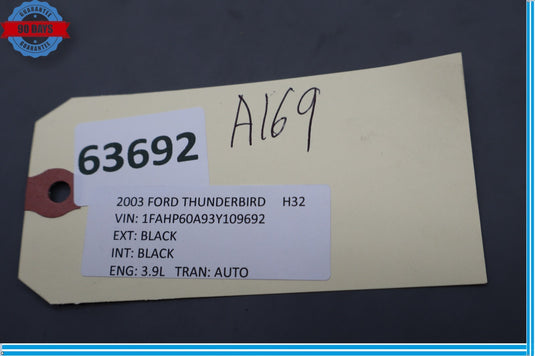 GUARANTEE
90 DAYS
GUARANTEE
A169
63692
2003 FORD THUNDERBIRD H32
VIN: 1FAHP60A93Y109692
EXT: BLACK
INT: BLACK
ENG: 3.9L TRAN: AUTO